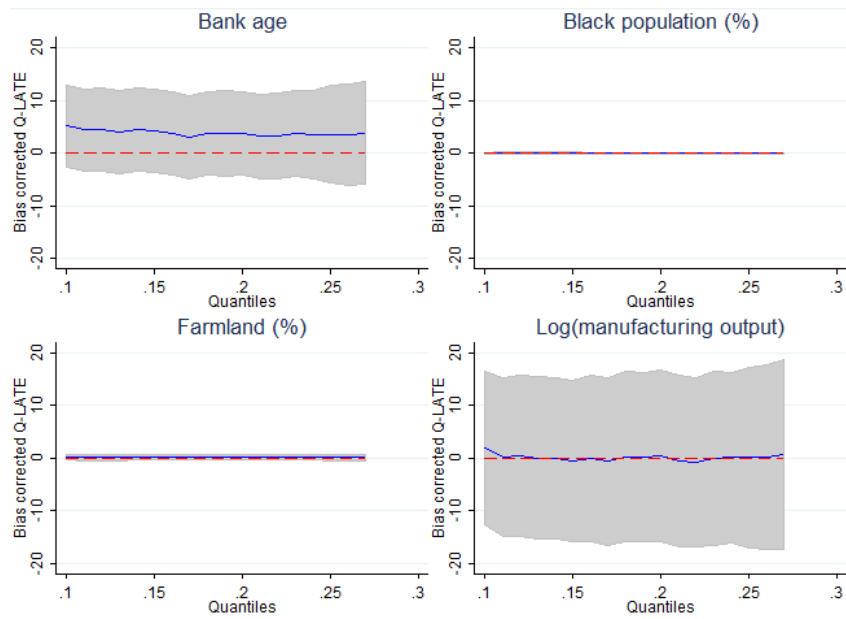 Bank age
Bias corrected Q-LATE
20
10
0
-10
-20
.1 .15 .2 .25 .3
Quantiles
Black population (%)
Bias corrected Q-LATE
20
10
0
-10
-20
.1 .15 .2 .25 .3
Quantiles
Farmland (%)
Bias corrected Q-LATE
20
10
0
-10
-20
.1 .15 .2 .25 .3
Quantiles
Log(manufacturing output)
Bias corrected Q-LATE
20
10
0
-10
-20
.1 .15 .2 .25 .3
Quantiles